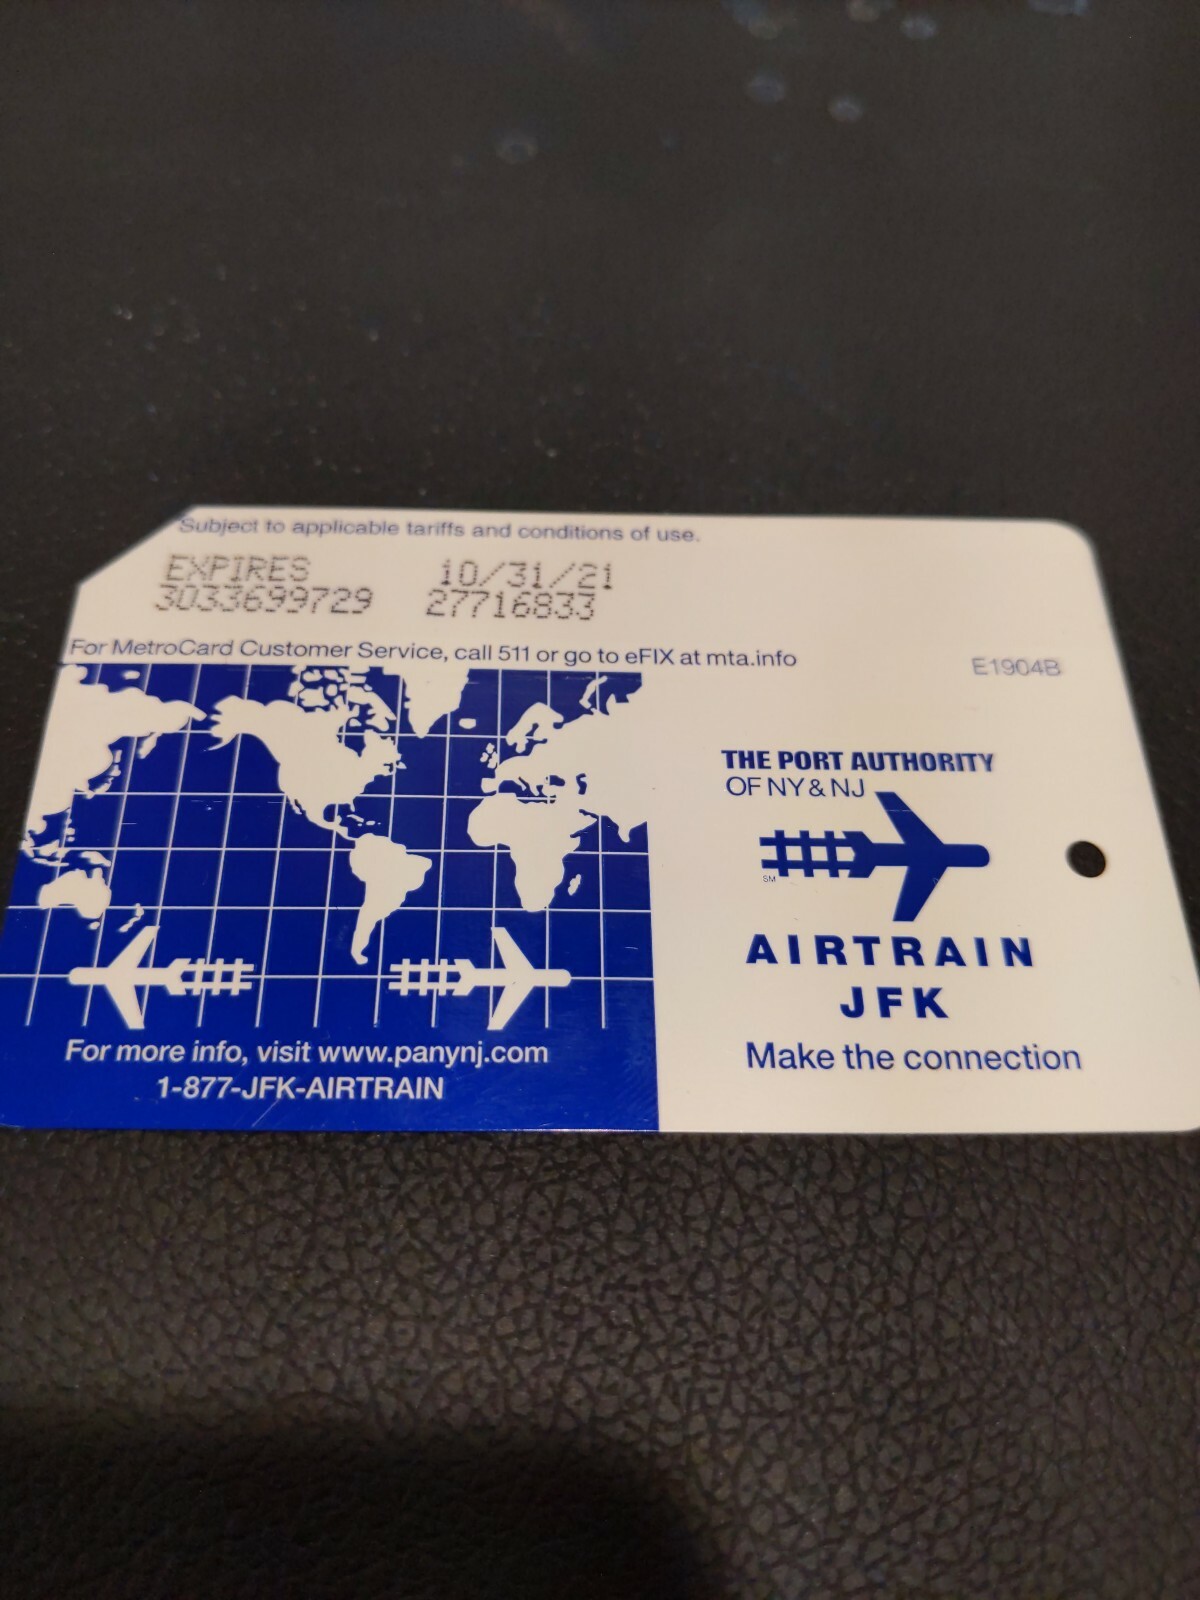 Subject to applicable tariffs and conditions of use.
EXPIRES 10/31/21
3033699729 27716833
For MetroCard Customer Service, call 511 or go to eFIX at mta.info
E1904B
THE PORT AUTHORITY
OF NY & NJ
SM
AIRTRAIN
JFK
Make the connection
For more info, visit www.panynj.com
1-877-JFK-AIRTRAIN